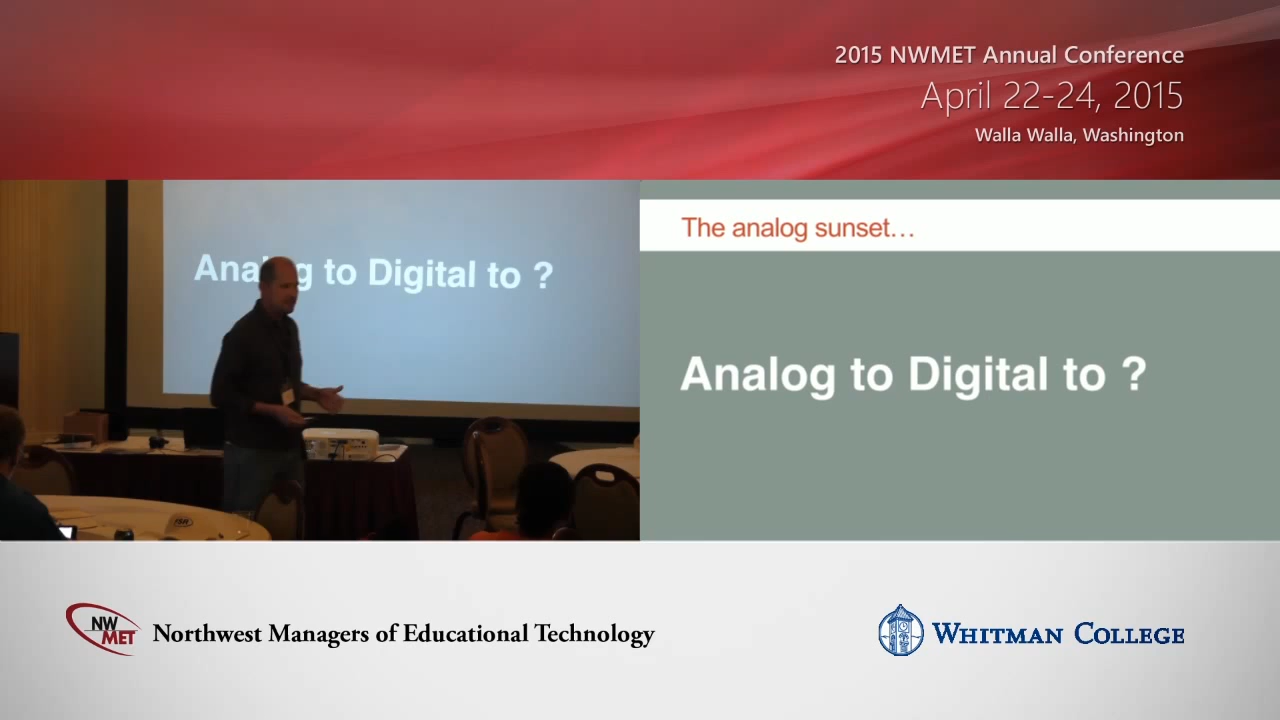 2015 NWMET Annual Conference
April 22-24, 2015
Walla Walla, Washington
Analog to Digital to ?
The analog sunset…
Analog to Digital to ?
NW
MET
Northwest Managers of Educational Technology
WHITMAN COLLEGE